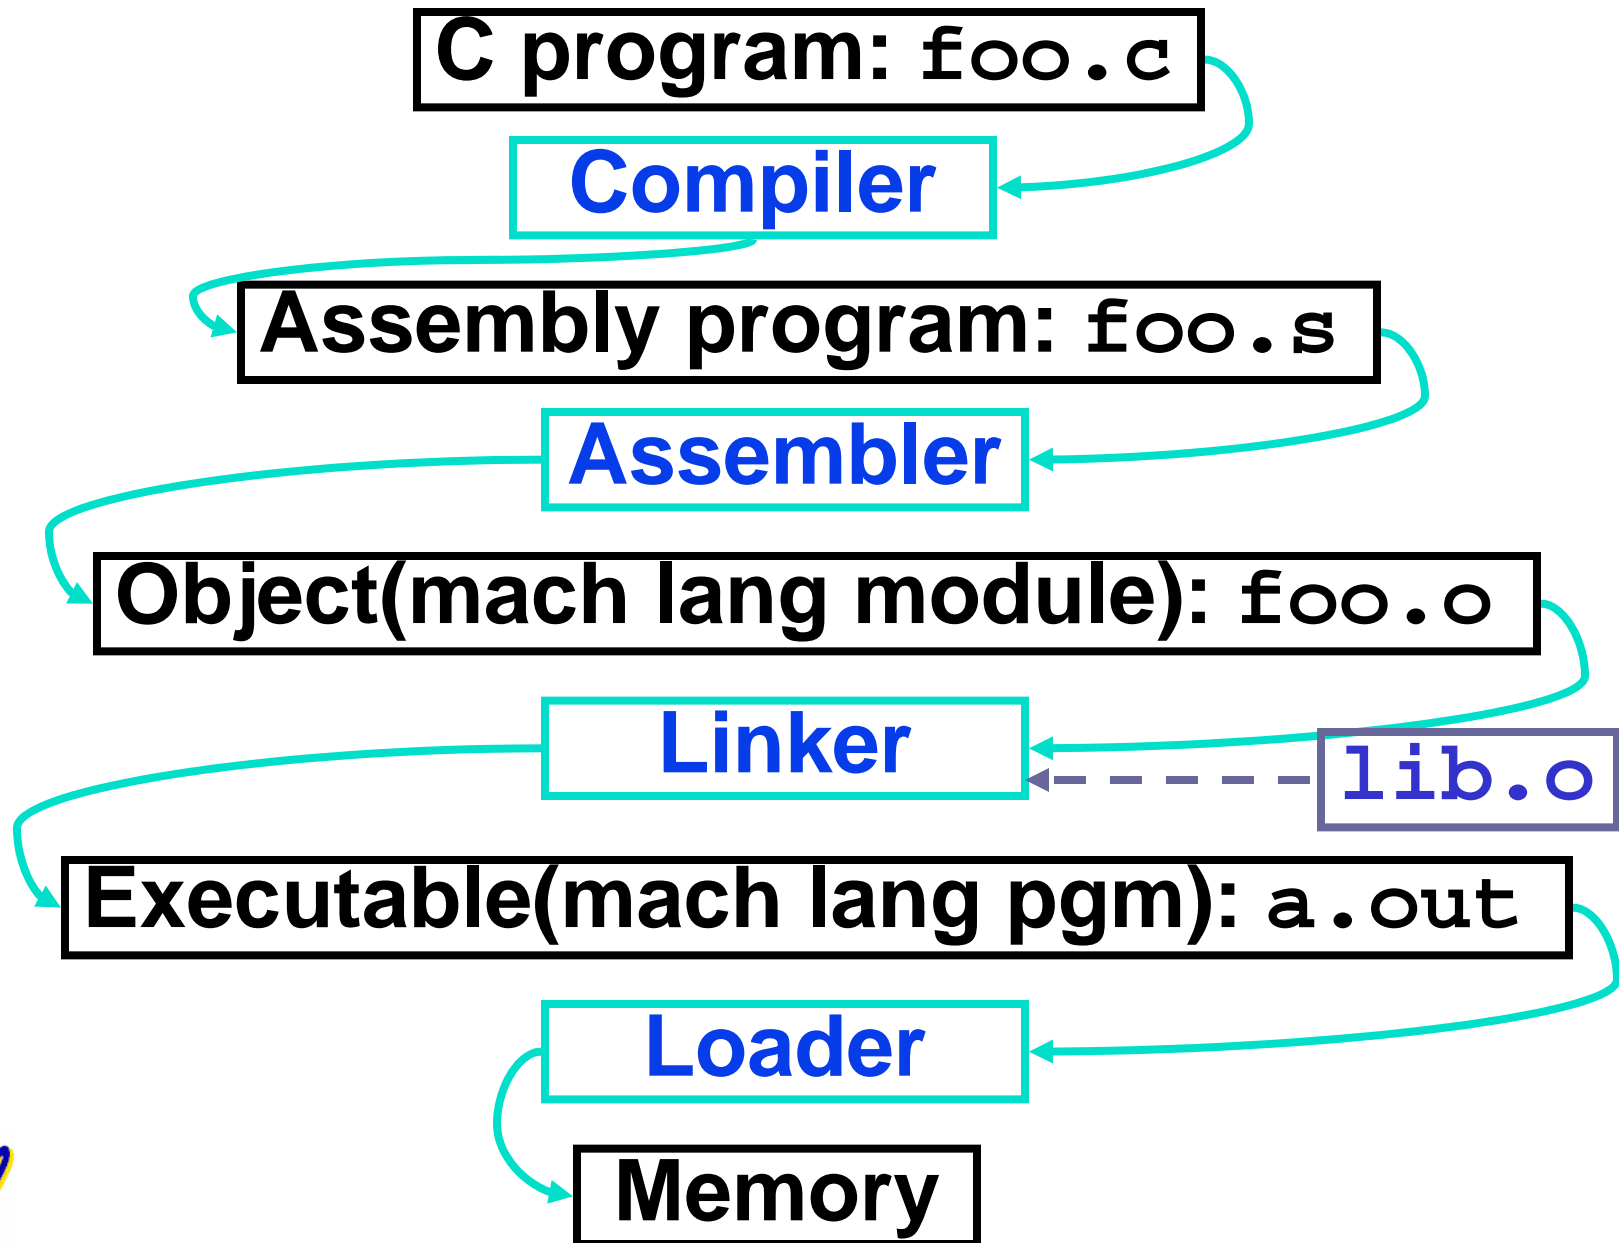 C program: foo.c
Compiler
Assembly program: foo.s
Assembler
Object(mach lang module): foo.o
Linker
lib.o
Executable(mach lang pgm): a.out
Loader
Memory